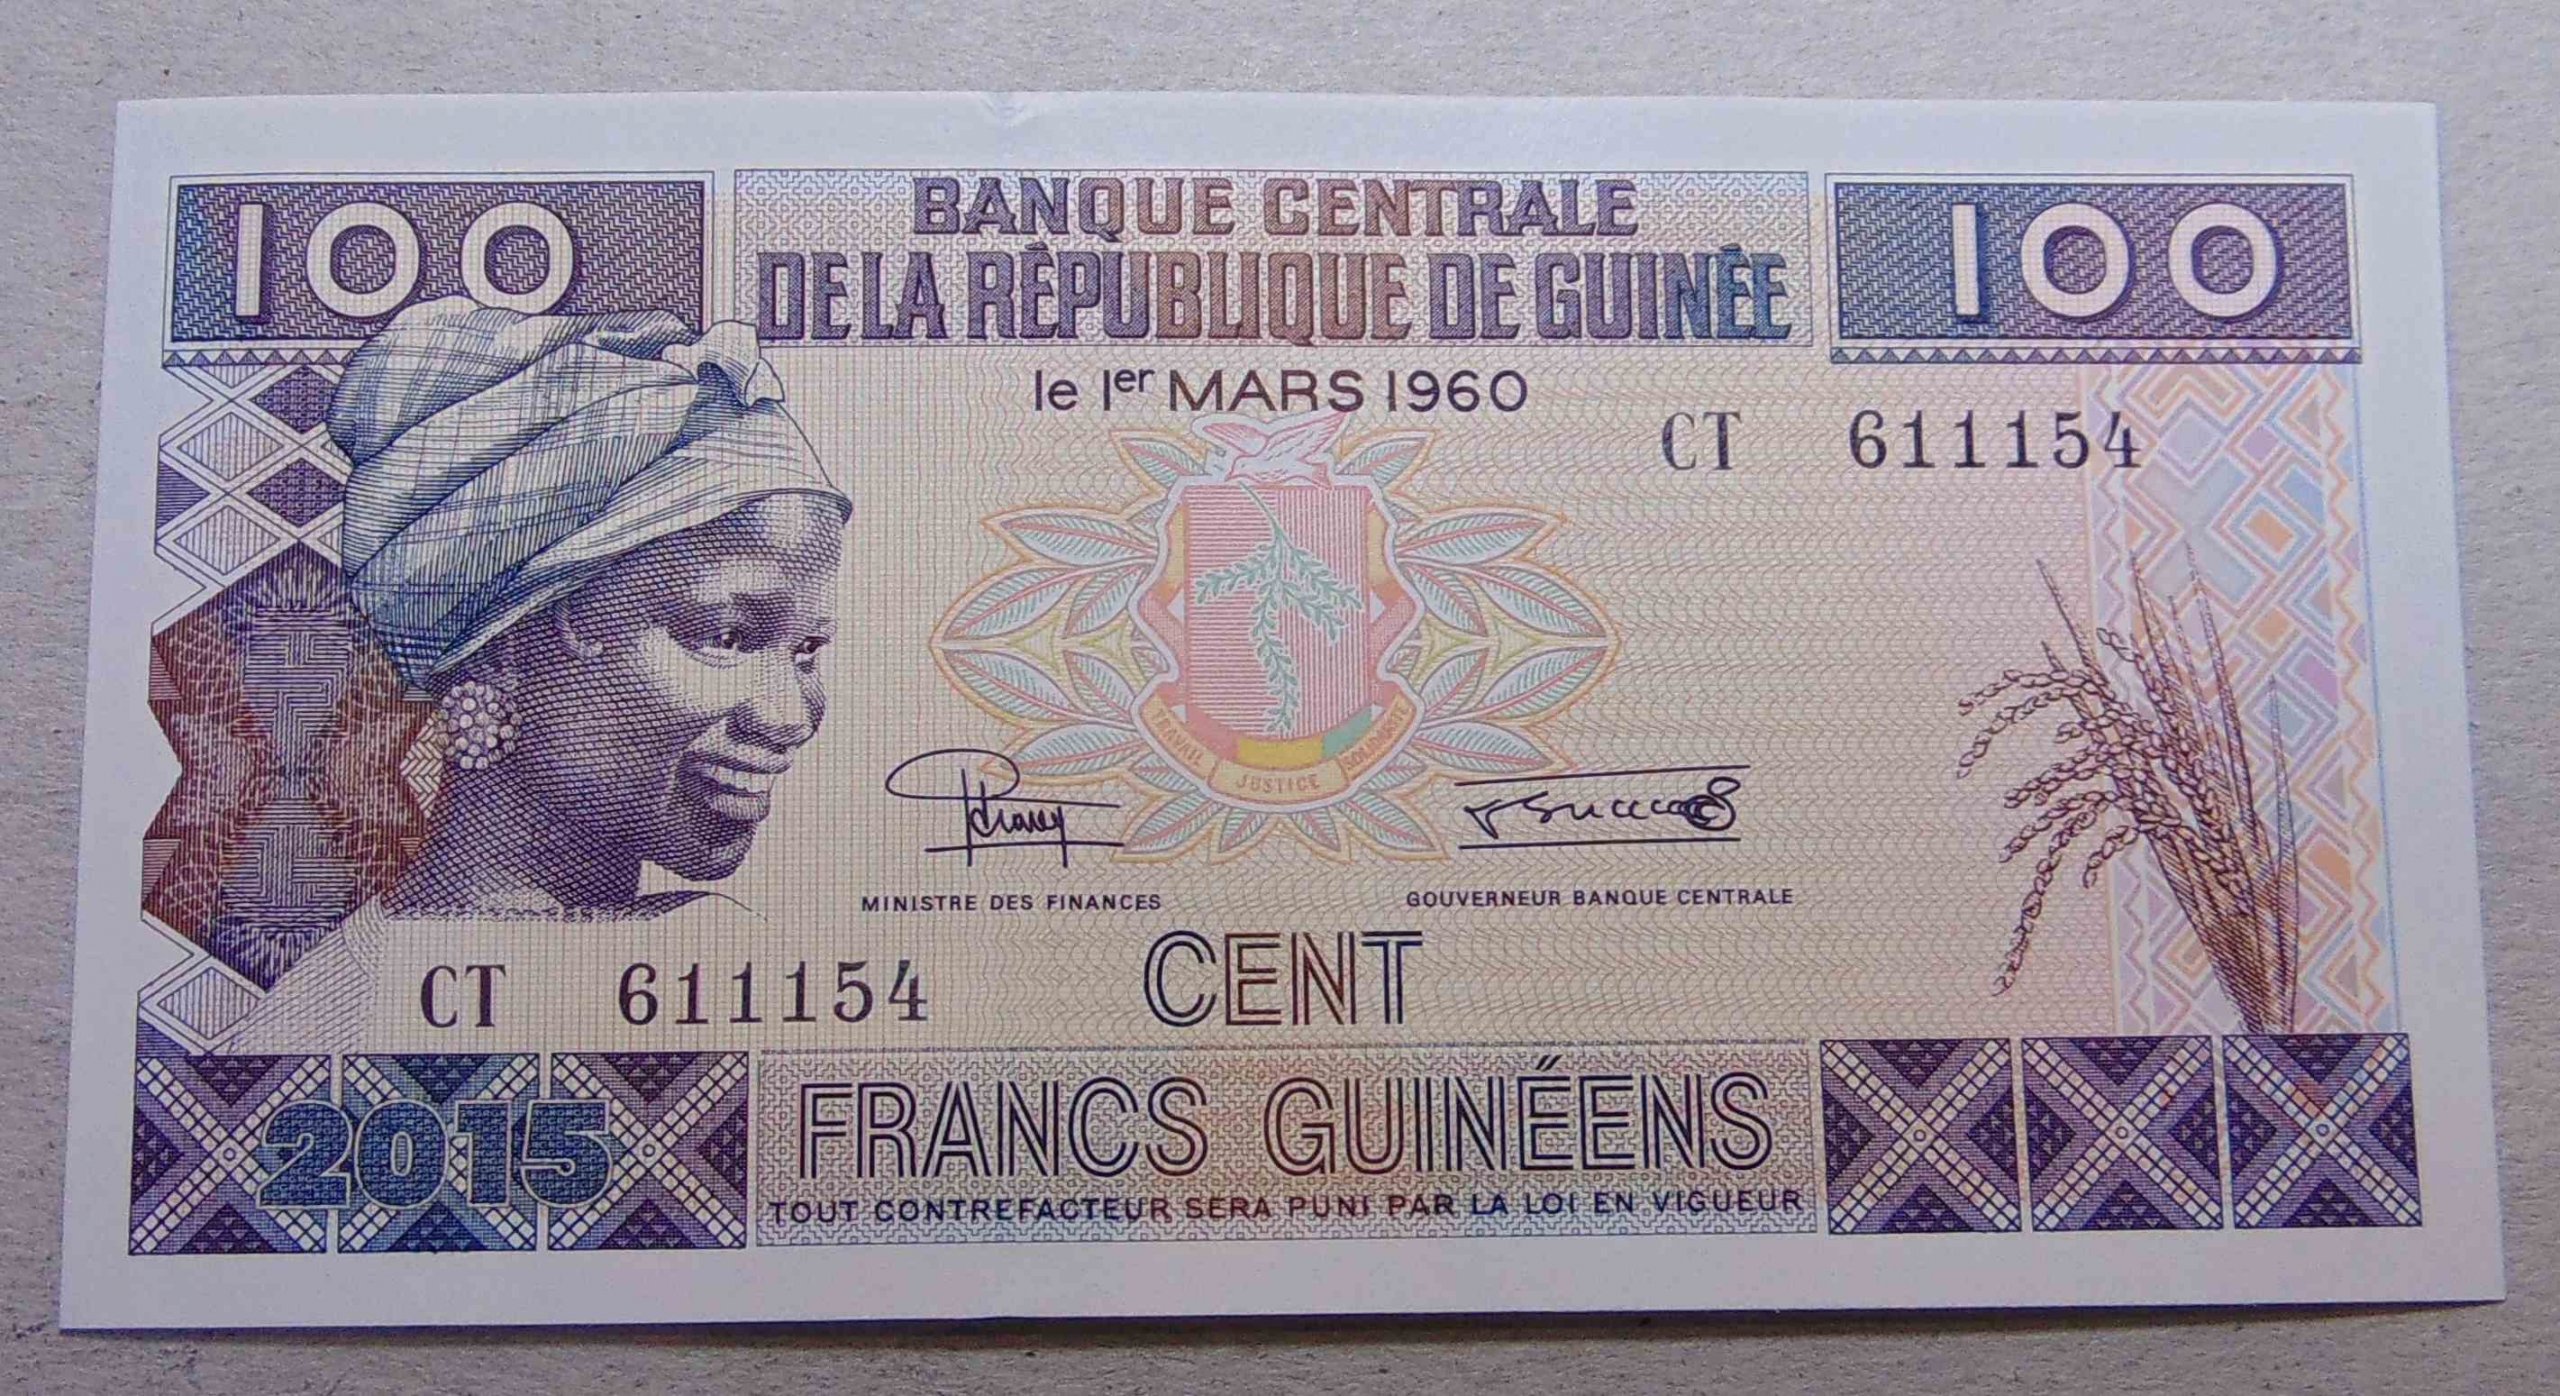 100
BANQUE CENTRALE
DE LA RÉPUBLIQUE DE GUINÉE
100
le 1er MARS 1960
CT 611154
TRAVAIL JUSTICE SOLIDARITÉ
MINISTRE DES FINANCES
GOUVERNEUR BANQUE CENTRALE
CT 611154
CENT
2015
FRANCS GUINÉENS
TOUT CONTREFACTEUR SERA PUNI PAR LA LOI EN VIGUEUR